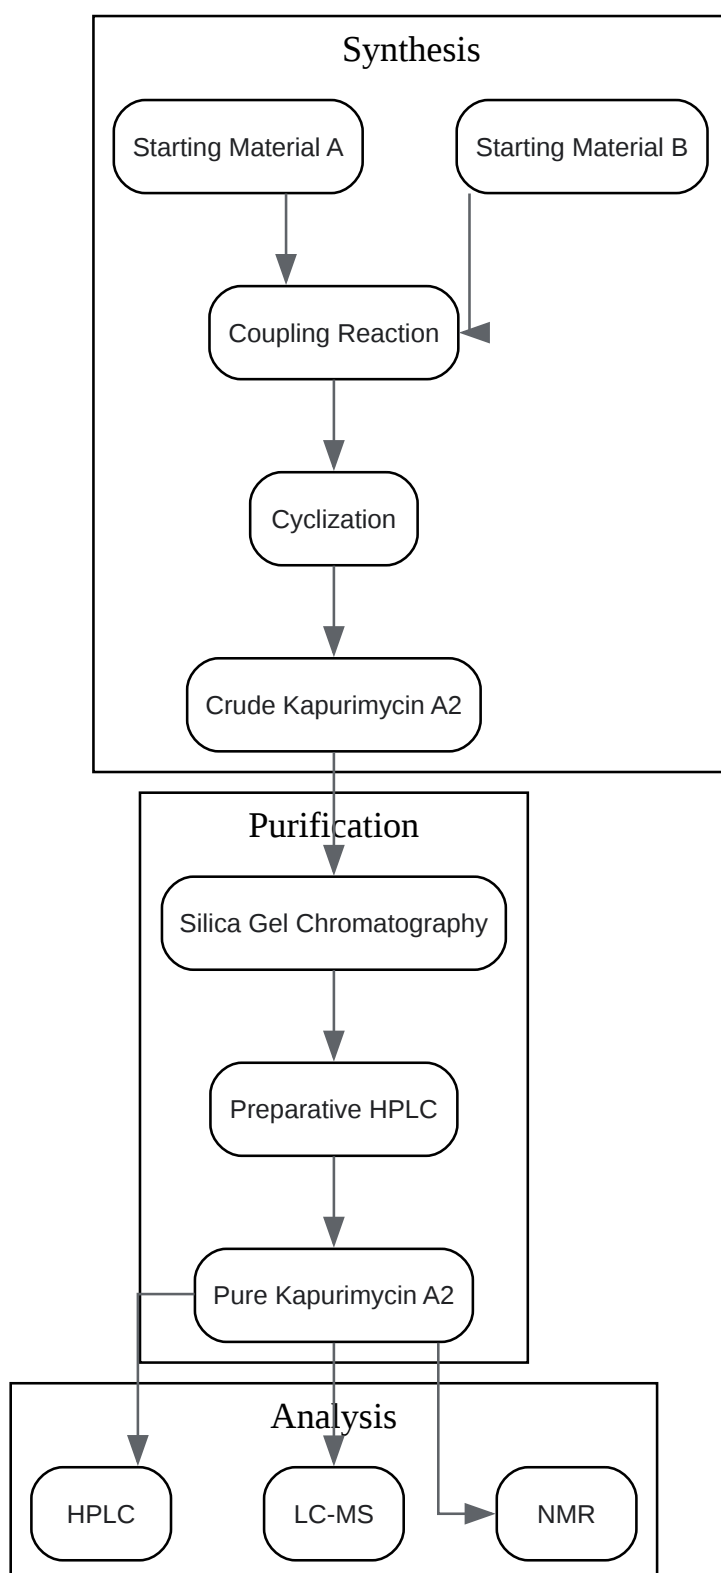 Synthesis
Starting Material A
Starting Material B
Coupling Reaction
Cyclization
Crude Kapurimycin A2
Purification
Silica Gel Chromatography
Preparative HPLC
Pure Kapurimycin A2
Analysis
HPLC
LC-MS
NMR